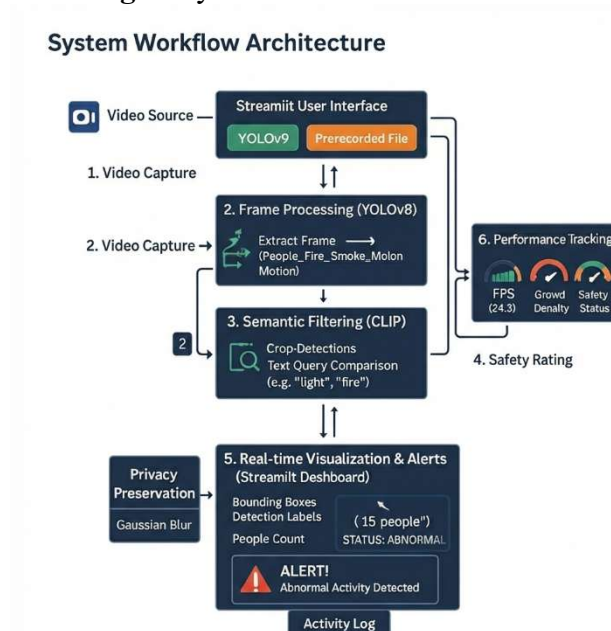 System Workflow Architecture
Video Source
Streamiit User Interface
YOLOv9
Prerecorded File
1. Video Capture
2. Frame Processing (YOLOv8)
2. Video Capture
Extract Frame
(People_Fire_Smoke_Molon
Motion)
2
3. Semantic Filtering (CLIP)
Crop-Detections
Text Query Comparison
(e.g. "light", "fire")
6. Performance Tracking
FPS
(24.3)
Growd
Denalty
Safety
Status
4. Safety Rating
Privacy
Preservation
Gaussian Blur
5. Real-time Visualization & Alerts
(Streamilt Deshboard)
Bounding Boxes
Detection Labels
People Count
( 15 people")
STATUS: ABNORMAL
ALERT!
Abnormal Activity Detected
Activity Log